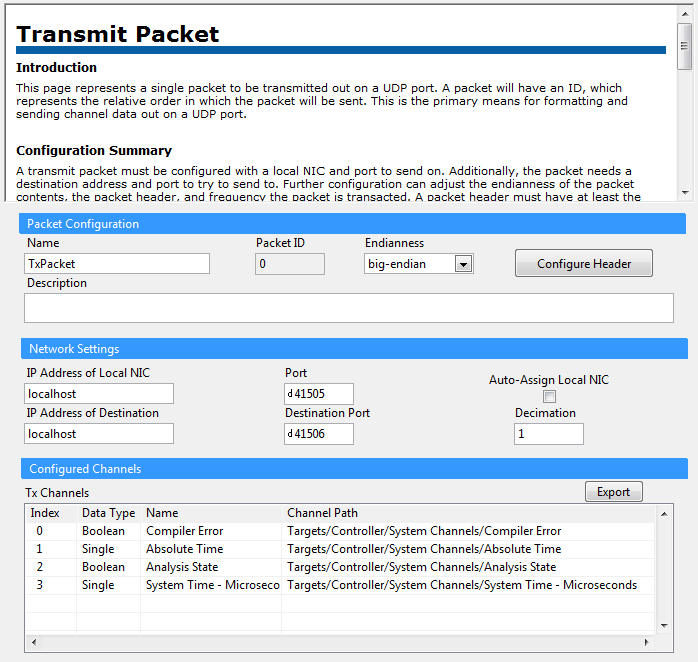 Transmit Packet
Introduction
This page represents a single packet to be transmitted out on a UDP port. A packet will have an ID, which
represents the relative order in which the packet will be sent. This is the primary means for formatting and
sending channel data out on a UDP port.
Configuration Summary
A transmit packet must be configured with a local NIC and port to send on. Additionally, the packet needs a
destination address and port to try to send to. Further configuration can adjust the endianness of the packet
contents, the packet header, and frequency the packet is transacted. A packet header must have at least the
Packet Configuration
Name Packet ID Endianness
TxPacket 0 big-endian Configure Header
Description
Network Settings
IP Address of Local NIC Port Auto-Assign Local NIC
localhost d 41505
IP Address of Destination Destination Port Decimation
localhost d 41506 1
Configured Channels
Tx Channels Export
Index Data Type Name Channel Path
0 Boolean Compiler Error Targets/Controller/System Channels/Compiler Error
1 Single Absolute Time Targets/Controller/System Channels/Absolute Time
2 Boolean Analysis State Targets/Controller/System Channels/Analysis State
3 Single System Time - Microseco Targets/Controller/System Channels/System Time - Microseconds